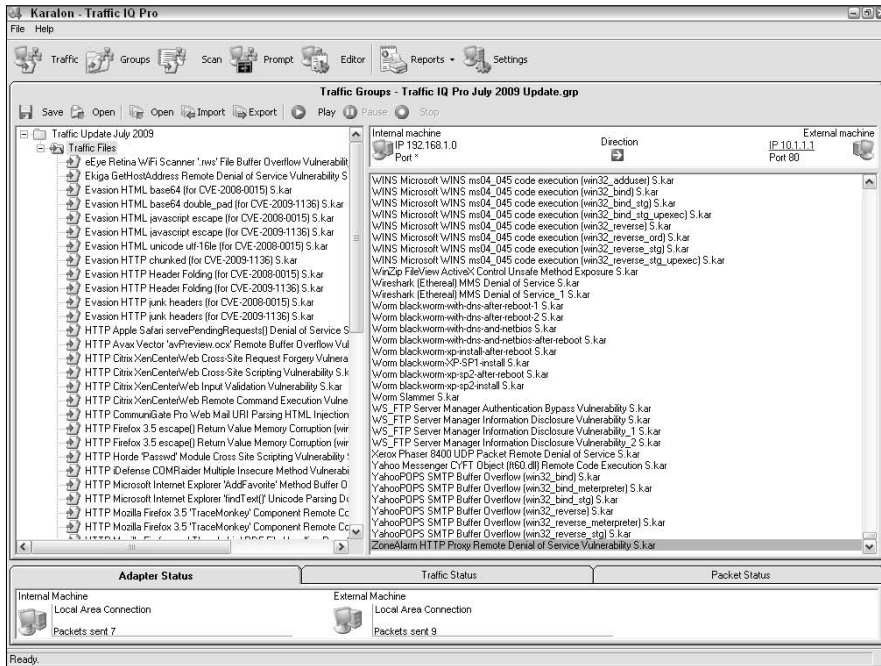 Karalon - Traffic IQ Pro
File Help
Traffic Groups Scan Prompt Editor Reports Settings
Traffic Groups - Traffic IQ Pro July 2009 Update.grp
Save Open Open Import Export Play Pause Stop
Traffic Update July 2009
Traffic Files
eEye Retina WiFi Scanner '.rws' File Buffer Overflow Vulnerabilit
Ekiga GetHostAddress Remote Denial of Service Vulnerability S
Evasion HTML base64 (for CVE-2008-0015) S.kar
Evasion HTML base64 double_pad (for CVE-2009-1136) S.kar
Evasion HTML javascript escape (for CVE-2008-0015) S.kar
Evasion HTML javascript escape (for CVE-2009-1136) S.kar
Evasion HTML unicode utf-16le (for CVE-2008-0015) S.kar
Evasion HTTP chunked (for CVE-2009-1136) S.kar
Evasion HTTP Header Folding (for CVE-2008-0015) S.kar
Evasion HTTP Header Folding (for CVE-2009-1136) S.kar
Evasion HTTP junk headers (for CVE-2008-0015) S.kar
Evasion HTTP junk headers (for CVE-2009-1136) S.kar
HTTP Apple Safari servePendingRequests() Denial of Service S
HTTP Avax Vector 'avPreview.ocx' Remote Buffer Overflow Vul
HTTP Citrix XenCenterWeb Cross-Site Request Forgery Vulnera
HTTP Citrix XenCenterWeb Cross-Site Scripting Vulnerability S.k
HTTP Citrix XenCenterWeb Input Validation Vulnerability S.kar
HTTP Citrix XenCenterWeb Remote Command Execution Vulne
HTTP CommuniGate Pro Web Mail URI Parsing HTML Injection
HTTP Firefox 3.5 escape() Return Value Memory Corruption (wir
HTTP Firefox 3.5 escape() Return Value Memory Corruption (wir
HTTP Horde 'Passwd' Module Cross Site Scripting Vulnerability
HTTP iDefense COMRaider Multiple Insecure Method Vulnerabi
HTTP Microsoft Internet Explorer 'AddFavorite' Method Buffer O
HTTP Microsoft Internet Explorer 'findText()' Unicode Parsing De
HTTP Mozilla Firefox 3.5 'TraceMonkey' Component Remote Co
HTTP Mozilla Firefox 3.5 'TraceMonkey' Component Remote Cc
Internal machine
IP 192.168.1.0
Port *
Direction
External machine
IP 10.1.1.1
Port 80
WINS Microsoft WINS ms04_045 code execution (win32_adduser) S.kar
WINS Microsoft WINS ms04_045 code execution (win32_bind) S.kar
WINS Microsoft WINS ms04_045 code execution (win32_bind_stg) S.kar
WINS Microsoft WINS ms04_045 code execution (win32_bind_stg_upexec) S.kar
WINS Microsoft WINS ms04_045 code execution (win32_reverse) S.kar
WINS Microsoft WINS ms04_045 code execution (win32_reverse_ord) S.kar
WINS Microsoft WINS ms04_045 code execution (win32_reverse_stg) S.kar
WINS Microsoft WINS ms04_045 code execution (win32_reverse_stg_upexec) S.kar
WinZip FileView ActiveX Control Unsafe Method Exposure S.kar
Wireshark (Ethereal) MMS Denial of Service S.kar
Wireshark (Ethereal) MMS Denial of Service_1 S.kar
Worm blackworm-with-dns-after-reboot-1 S.kar
Worm blackworm-with-dns-after-reboot-2 S.kar
Worm blackworm-with-dns-and-netbios S.kar
Worm blackworm-with-dns-and-netbios-after-reboot S.kar
Worm blackworm-xp-install-after-reboot S.kar
Worm blackworm-XP-SP1-install S.kar
Worm blackworm-xp-sp2-after-reboot S.kar
Worm blackworm-xp-sp2-install S.kar
Worm Slammer S.kar
WS_FTP Server Manager Authentication Bypass Vulnerability S.kar
WS_FTP Server Manager Information Disclosure Vulnerability S.kar
WS_FTP Server Manager Information Disclosure Vulnerability_1 S.kar
WS_FTP Server Manager Information Disclosure Vulnerability_2 S.kar
Xerox Phaser 8400 UDP Packet Remote Denial of Service S.kar
Yahoo Messenger CYFT Object (ft60.dll) Remote Code Execution S.kar
YahooPOPS SMTP Buffer Overflow (win32_bind) S.kar
YahooPOPS SMTP Buffer Overflow (win32_bind_meterpreter) S.kar
YahooPOPS SMTP Buffer Overflow (win32_bind_stg) S.kar
YahooPOPS SMTP Buffer Overflow (win32_reverse) S.kar
YahooPOPS SMTP Buffer Overflow (win32_reverse_meterpreter) S.kar
YahooPOPS SMTP Buffer Overflow (win32_reverse_stg) S.kar
ZoneAlarm HTTP Proxy Remote Denial of Service Vulnerability S.kar
Adapter Status Traffic Status Packet Status
Internal Machine
Local Area Connection
Packets sent 7
External Machine
Local Area Connection
Packets sent 9
Ready.